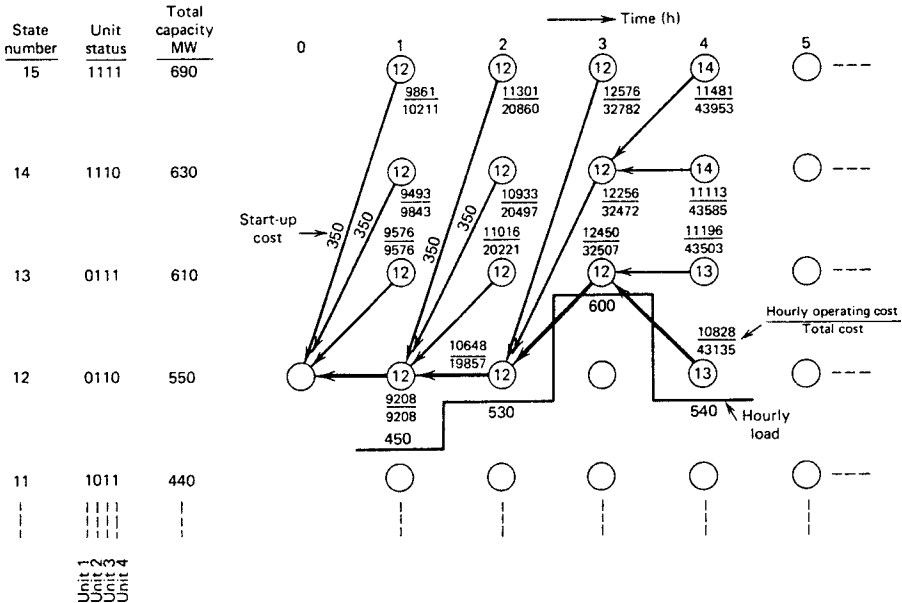 State number
Unit status
Total capacity MW
Time (h)
0 1 2 3 4 5
15 1111 690
12 12 12 14
9861 11301 12576 11481
10211 20860 32782 43953
14 1110 630
12 12 12 14
9493 10933 12256 11113
9843 20497 32472 43585
Start-up cost
350 350 350 350
9576 11016 12450 11196
9576 20221 32507 43503
13 0111 610
12 12 12 13
600
Hourly operating cost
Total cost
10648 10828
19857 43135
12 0110 550
12 12 13
9208
9208
530 540
Hourly load
450
11 1011 440
Unit 1
Unit 2
Unit 3
Unit 4